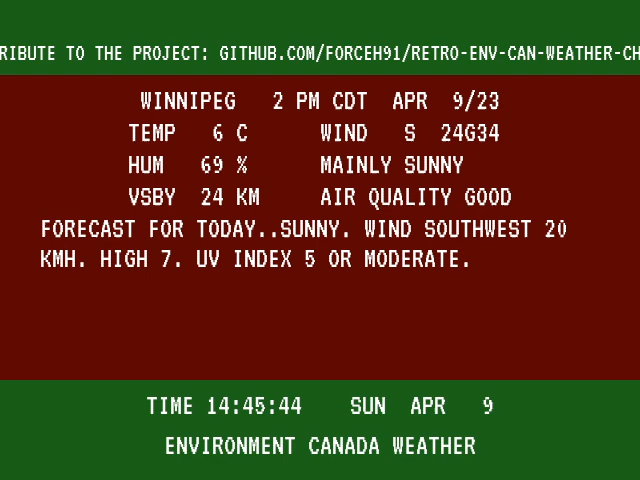 RIBUTE TO THE PROJECT: GITHUB.COM/FORCEH91/RETRO-ENV-CAN-WEATHER-CH
WINNIPEG 2 PM CDT APR 9/23
TEMP 6 C WIND S 24G34
HUM 69 % MAINLY SUNNY
VSBY 24 KM AIR QUALITY GOOD
FORECAST FOR TODAY..SUNNY. WIND SOUTHWEST 20
KMH. HIGH 7. UV INDEX 5 OR MODERATE.
TIME 14:45:44 SUN APR 9
ENVIRONMENT CANADA WEATHER